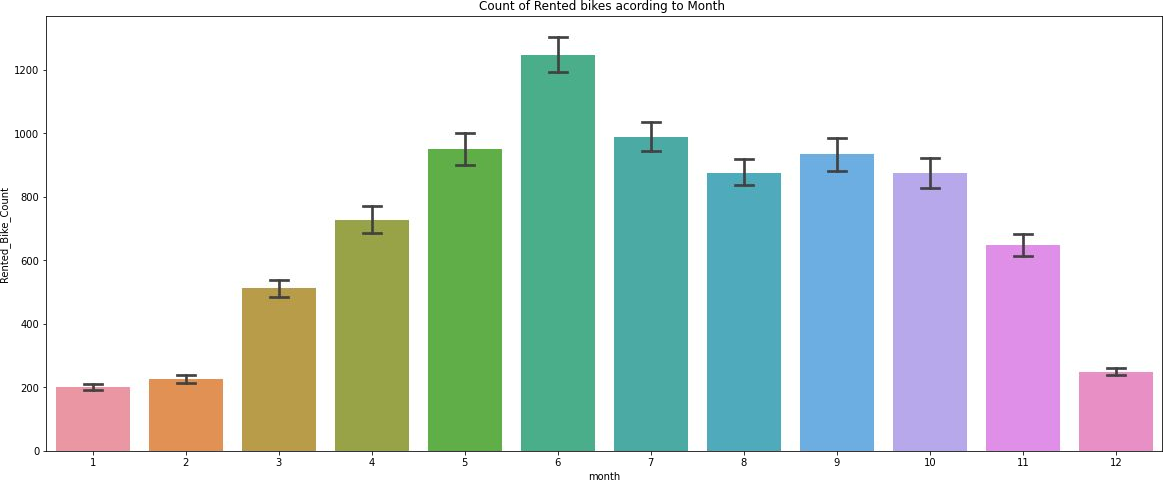 Count of Rented bikes acording to Month
Rented_Bike_Count
1200
1000
800
600
400
200
0
1 2 3 4 5 6 7 8 9 10 11 12
month